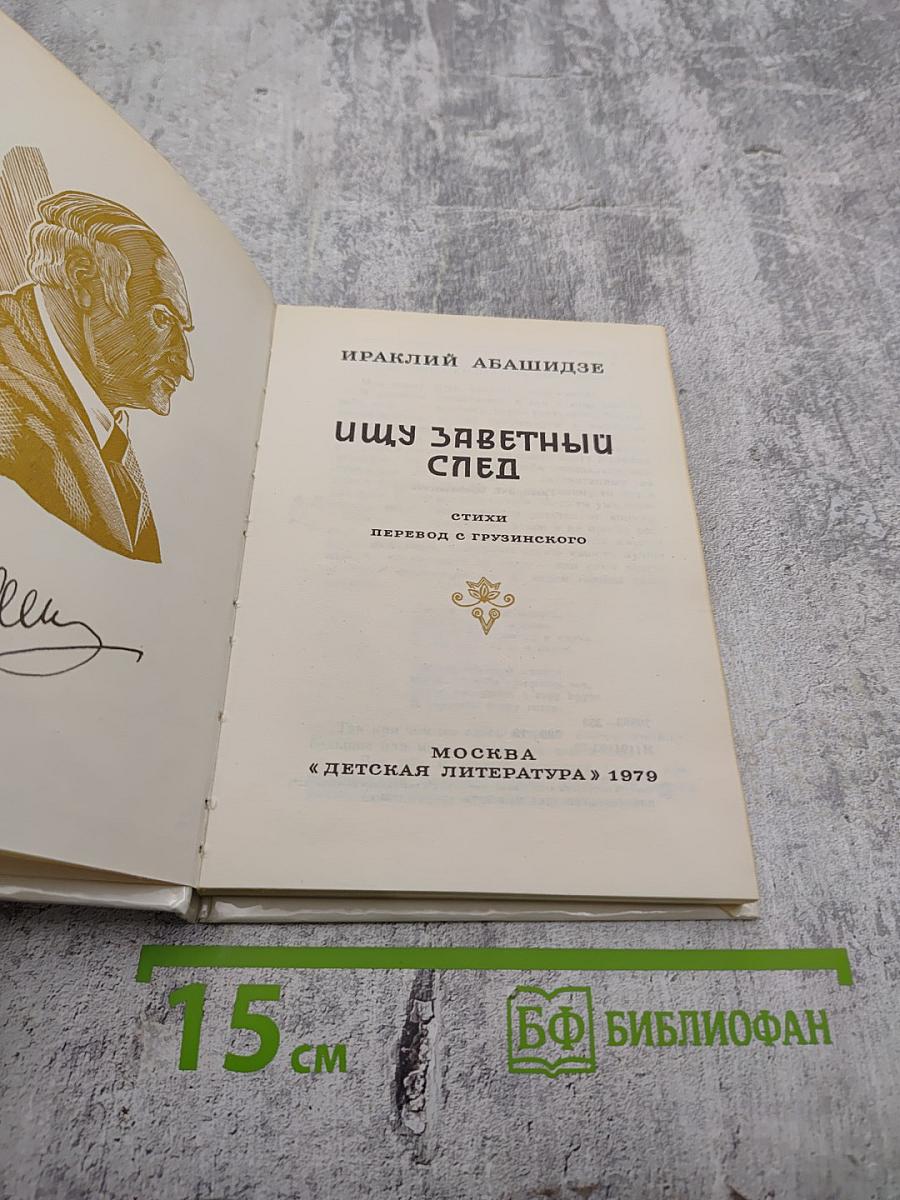 ИРАКЛИЙ АБАШИДЗЕ
ИЩУ ЗАВЕТНЫЙ
СЛЕД
СТИХИ
ПЕРЕВОД С ГРУЗИНСКОГО
МОСКВА
«ДЕТСКАЯ ЛИТЕРАТУРА» 1979
15 см
БФ БИБЛИОФАН